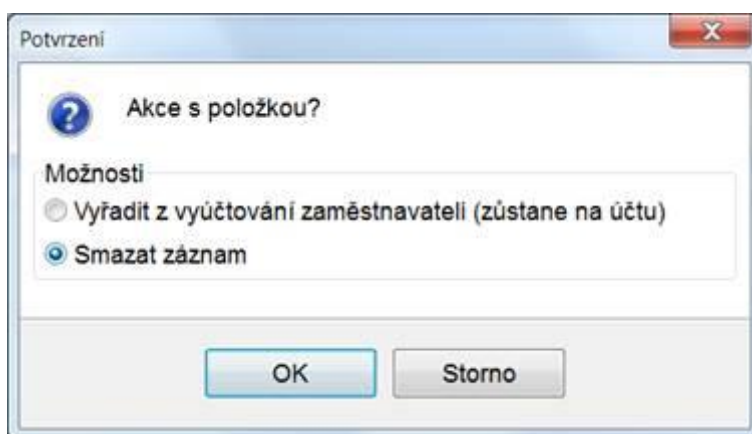 Potvrzení
Akce s položkou?
Možnosti
Vyřadit z vyúčtování zaměstnavateli (zůstane na účtu)
Smazat záznam
OK
Storno